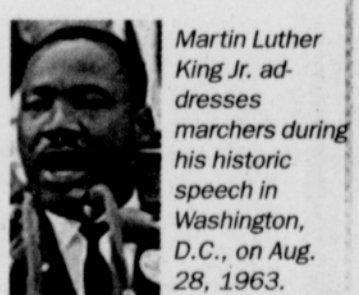 Martin Luther
King Jr. ad-
dresses
marchers during
his historic
speech in
Washington,
D.C., on Aug.
28, 1963.